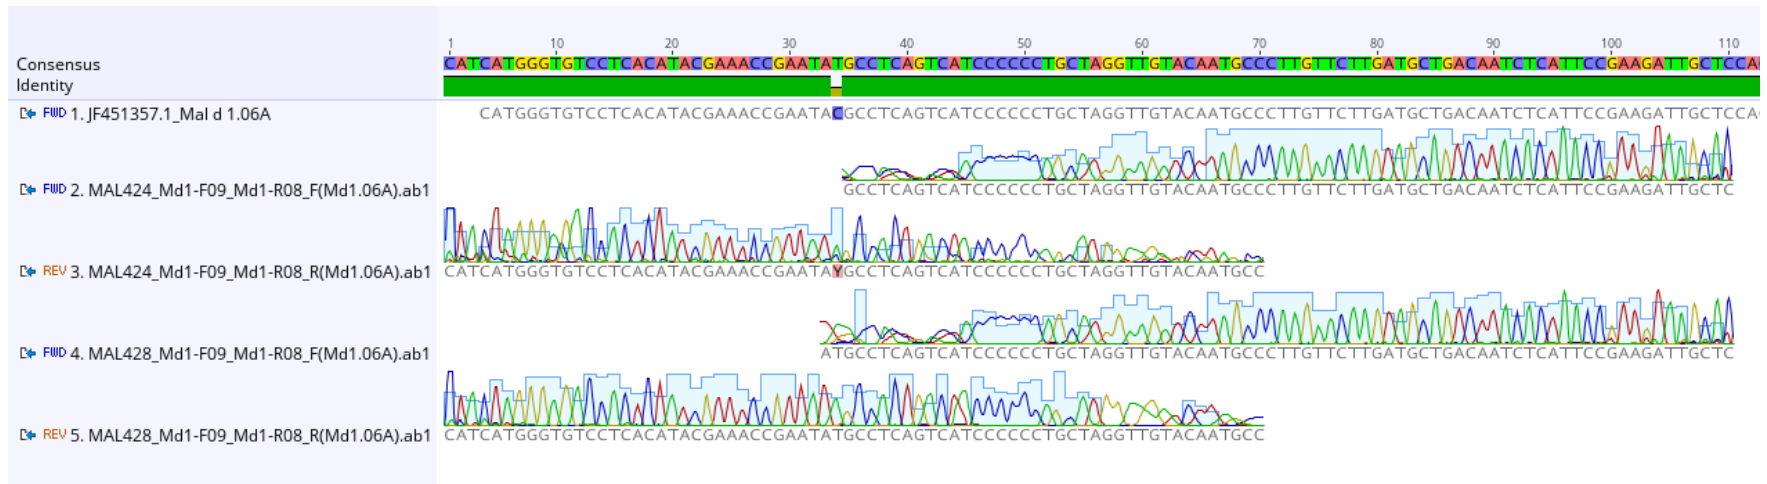 1 10 20 30 40 50 60 70 80 90 100 110
Consensus CATCATGGGTGTCCTCACATACGAAACCGAATATGCCTCAGTCATCCCCCCTGCTAGGTTGTACAATGCCCTTGTTCTTGATGCTGACAATCTCATTCCGAAGATTGCTCCA
Identity
FWD 1. JF451357.1_Mal d 1.06A CATGGGTGTCCTCACATACGAAACCGAATACGCCTCAGTCATCCCCCCTGCTAGGTTGTACAATGCCCTTGTTCTTGATGCTGACAATCTCATTCCGAAGATTGCTCCA
FWD 2. MAL424_Md1-F09_Md1-R08_F(Md1.06A).ab1 GCCTCAGTCATCCCCCCTGCTAGGTTGTACAATGCCCTTGTTCTTGATGCTGACAATCTCATTCCGAAGATTGCTC
REV 3. MAL424_Md1-F09_Md1-R08_R(Md1.06A).ab1 CATCATGGGTGTCCTCACATACGAAACCGAATAYGCCTCAGTCATCCCCCCTGCTAGGTTGTACAATGCC
FWD 4. MAL428_Md1-F09_Md1-R08_F(Md1.06A).ab1 ATGCCTCAGTCATCCCCCCTGCTAGGTTGTACAATGCCCTTGTTCTTGATGCTGACAATCTCATTCCGAAGATTGCTC
REV 5. MAL428_Md1-F09_Md1-R08_R(Md1.06A).ab1 CATCATGGGTGTCCTCACATACGAAACCGAATATGCCTCAGTCATCCCCCCTGCTAGGTTGTACAATGCC